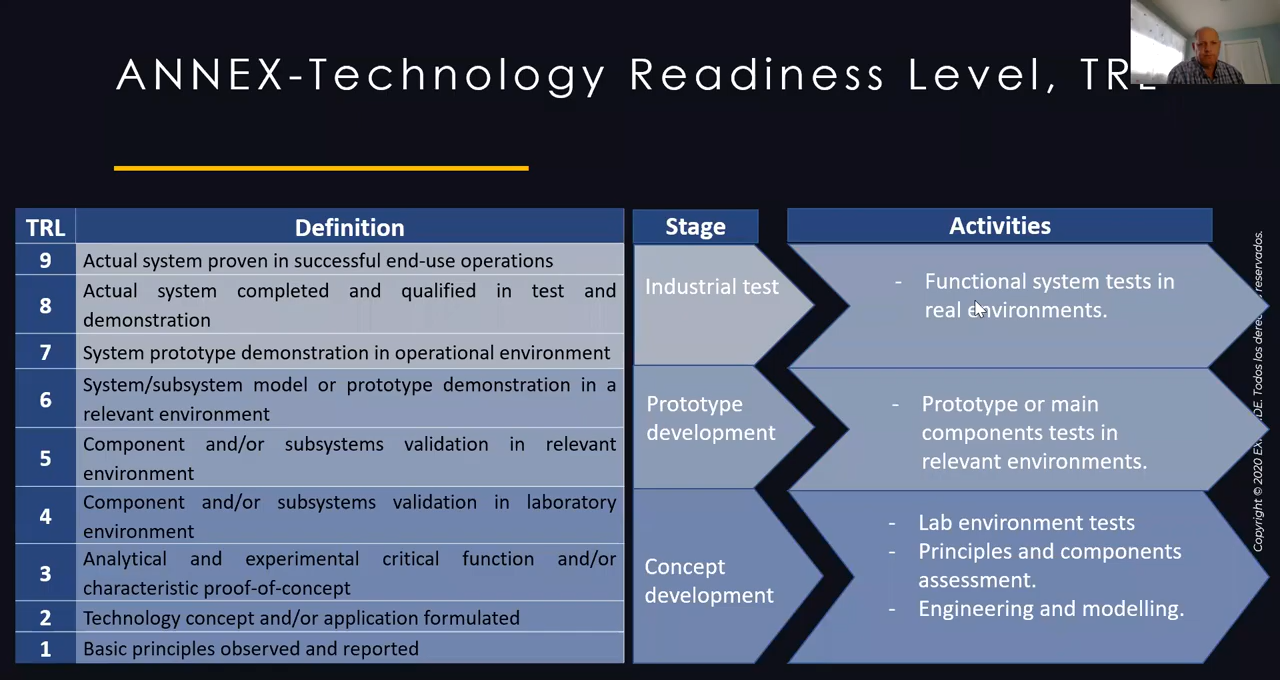 ANNEX-Technology Readiness Level, TRL
TRL
Definition
Stage
Activities
9
Actual system proven in successful end-use operations
8
Actual system completed and qualified in test and
demonstration
7
System prototype demonstration in operational environment
6
System/subsystem model or prototype demonstration in a
relevant environment
5
Component and/or subsystems validation in relevant
environment
4
Component and/or subsystems validation in laboratory
environment
3
Analytical and experimental critical function and/or
characteristic proof-of-concept
2
Technology concept and/or application formulated
1
Basic principles observed and reported
Industrial test
Prototype
development
Concept
development
- Functional system tests in
real environments.
- Prototype or main
components tests in
relevant environments.
- Lab environment tests
- Principles and components
assessment.
- Engineering and modelling.
Copyright © 2020 Todos los reservados.